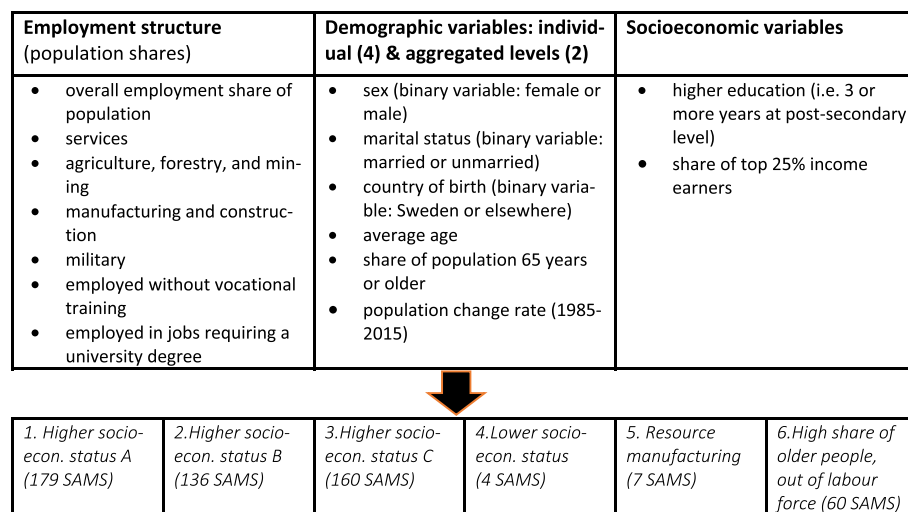 Employment structure
(population shares)
• overall employment share of
population
• services
• agriculture, forestry, and min-
ing
• manufacturing and construc-
tion
• military
• employed without vocational
training
• employed in jobs requiring a
university degree
Demographic variables: individ-
ual (4) & aggregated levels (2)
• sex (binary variable: female or
male)
• marital status (binary variable:
married or unmarried)
• country of birth (binary varia-
ble: Sweden or elsewhere)
• average age
• share of population 65 years
or older
• population change rate (1985-
2015)
Socioeconomic variables
• higher education (i.e. 3 or
more years at post-secondary
level)
• share of top 25% income
earners
1. Higher socio-
econ. status A
(179 SAMS)
2.Higher socio-
econ. status B
(136 SAMS)
3.Higher socio-
econ. status C
(160 SAMS)
4.Lower socio-
econ. status
(4 SAMS)
5. Resource
manufacturing
(7 SAMS)
6.High share of
older people,
out of labour
force (60 SAMS)